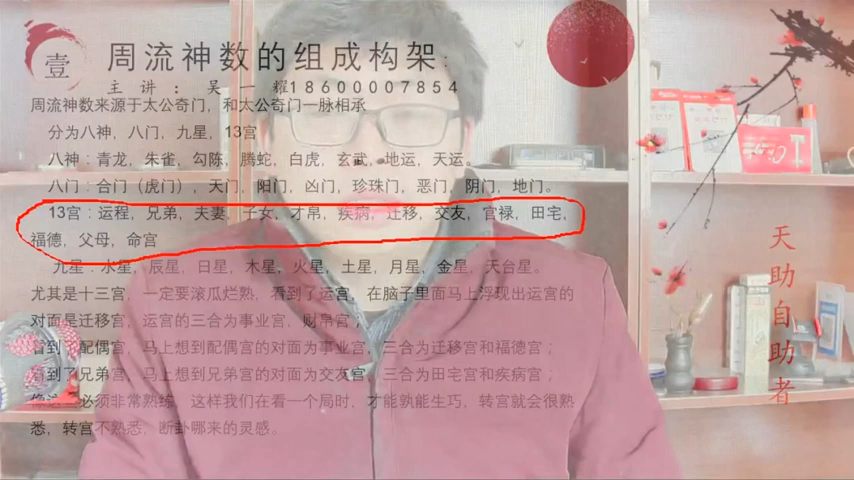 壹
周流神数的组成构架:
主讲:吴一耀18600007854
周流神数来源于太公奇门,和太公奇门一脉相承
分为八神,八门,九星,13宫
八神:青龙,朱雀,勾陈,腾蛇,白虎,玄武,地运,天运。
八门:合门(虎门),天门,阳门,凶门,珍珠门,恶门,阴门,地门。
13宫:运程,兄弟,夫妻,子女,才帛,疾病,迁移,交友,官禄,田宅,
福德,父母,命宫
九星:水星,辰星,日星,木星,火星,土星,月星,金星,天台星。
尤其是十三宫,一定要滚瓜烂熟,看到了运宫,在脑子里面马上浮现出运宫的
对面是迁移宫,运宫的三合为事业宫,财帛宫;
看到了配偶宫,马上想到配偶宫的对面为事业宫,三合为迁移宫和福德宫;
看到了兄弟宫,马上想到兄弟宫的对面为交友宫,三合为田宅宫和疾病宫;
像这些必须非常熟练,这样我们在看一个局时,才能孰能生巧,转宫就会很熟
悉,转宫不熟悉,断卦哪来的灵感。
天助自助者